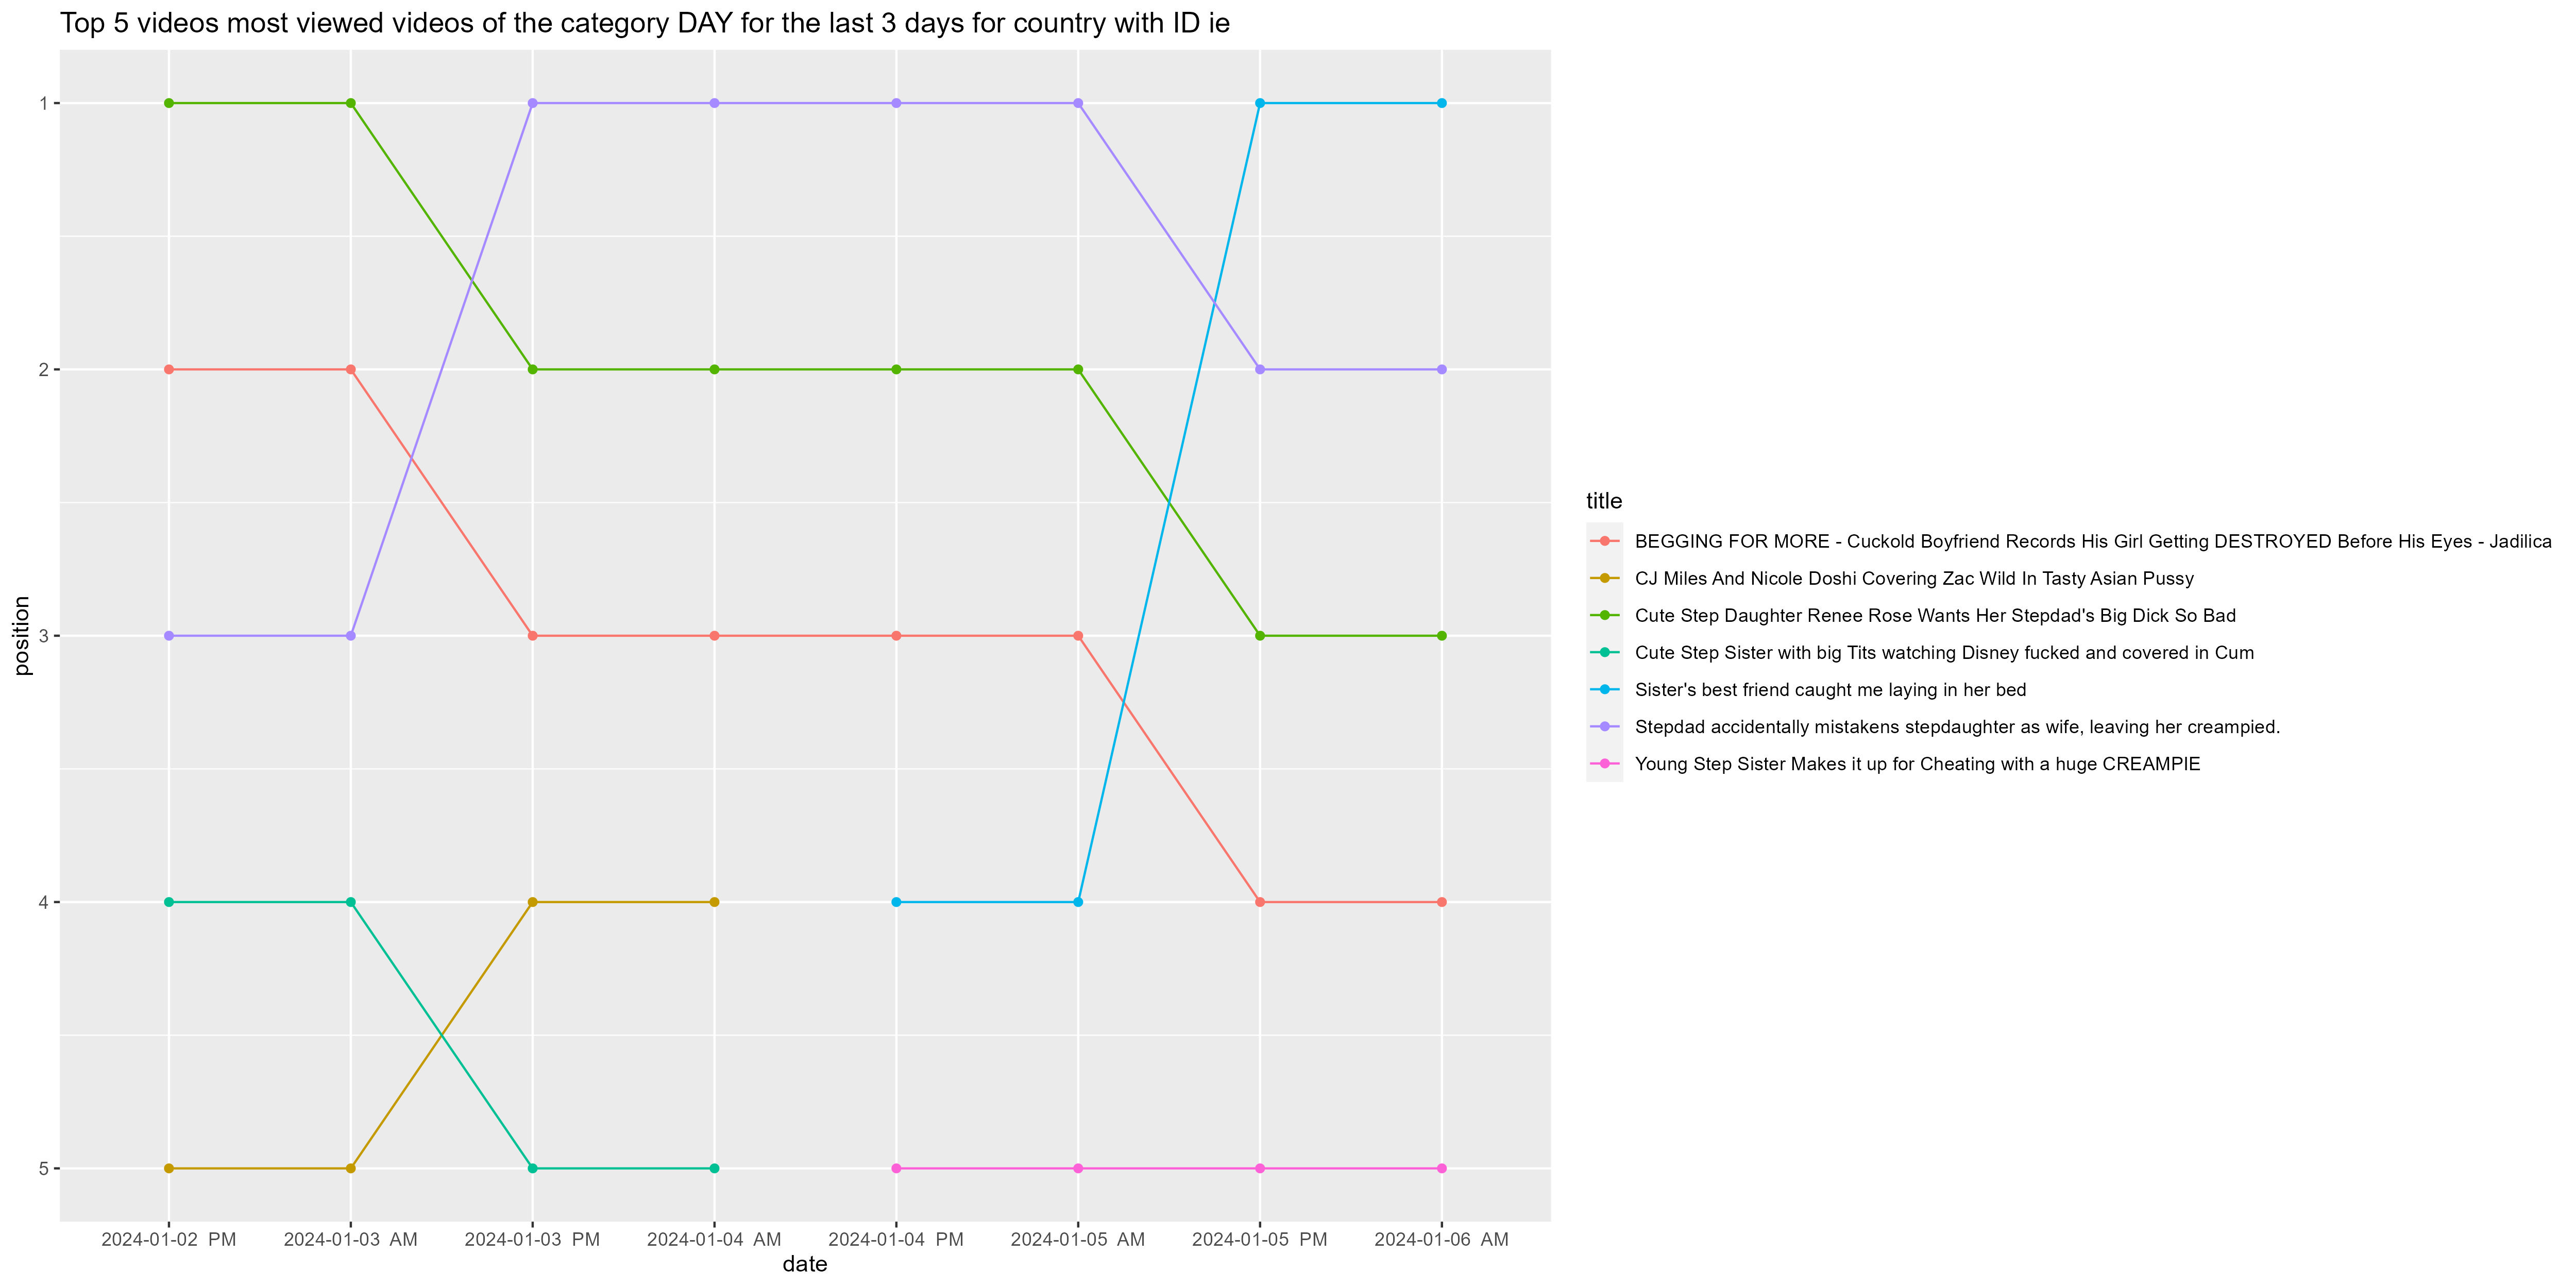 Top 5 videos most viewed videos of the category DAY for the last 3 days for country with ID ie
position
1
2
3
4
5
2024-01-02 PM
2024-01-03 AM
2024-01-03 PM
2024-01-04 AM
2024-01-04 PM
2024-01-05 AM
2024-01-05 PM
2024-01-06 AM
date
title
BEGGING FOR MORE - Cuckold Boyfriend Records His Girl Getting DESTROYED Before His Eyes - Jadilica
CJ Miles And Nicole Doshi Covering Zac Wild In Tasty Asian Pussy
Cute Step Daughter Renee Rose Wants Her Stepdad's Big Dick So Bad
Cute Step Sister with big Tits watching Disney fucked and covered in Cum
Sister's best friend caught me laying in her bed
Stepdad accidentally mistakens stepdaughter as wife, leaving her creampied.
Young Step Sister Makes it up for Cheating with a huge CREAMPIE